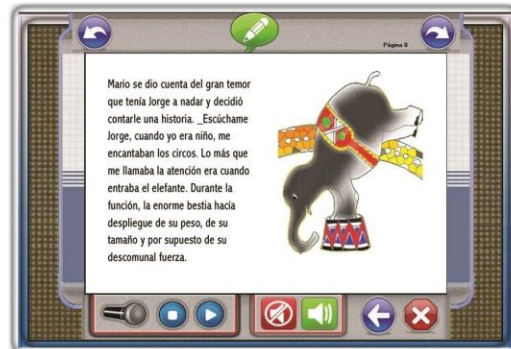 Página 8
Mario se dio cuenta del gran temor
que tenía Jorge a nadar y decidió
contarle una historia. _Escúchame
Jorge, cuando yo era niño, me
encantaban los circos. Lo más que
me llamaba la atención era cuando
entraba el elefante. Durante la
función, la enorme bestia hacía
despliegue de su peso, de su
tamaño y por supuesto de su
descomunal fuerza.